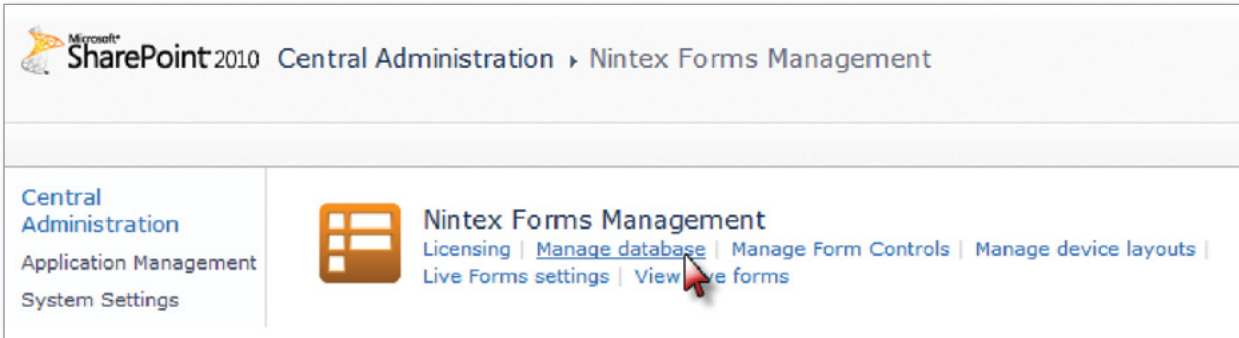 Microsoft®
SharePoint 2010 Central Administration ▸ Nintex Forms Management
Central
Administration
Application Management
System Settings
Nintex Forms Management
Licensing | Manage database | Manage Form Controls | Manage device layouts |
Live Forms settings | View Live forms